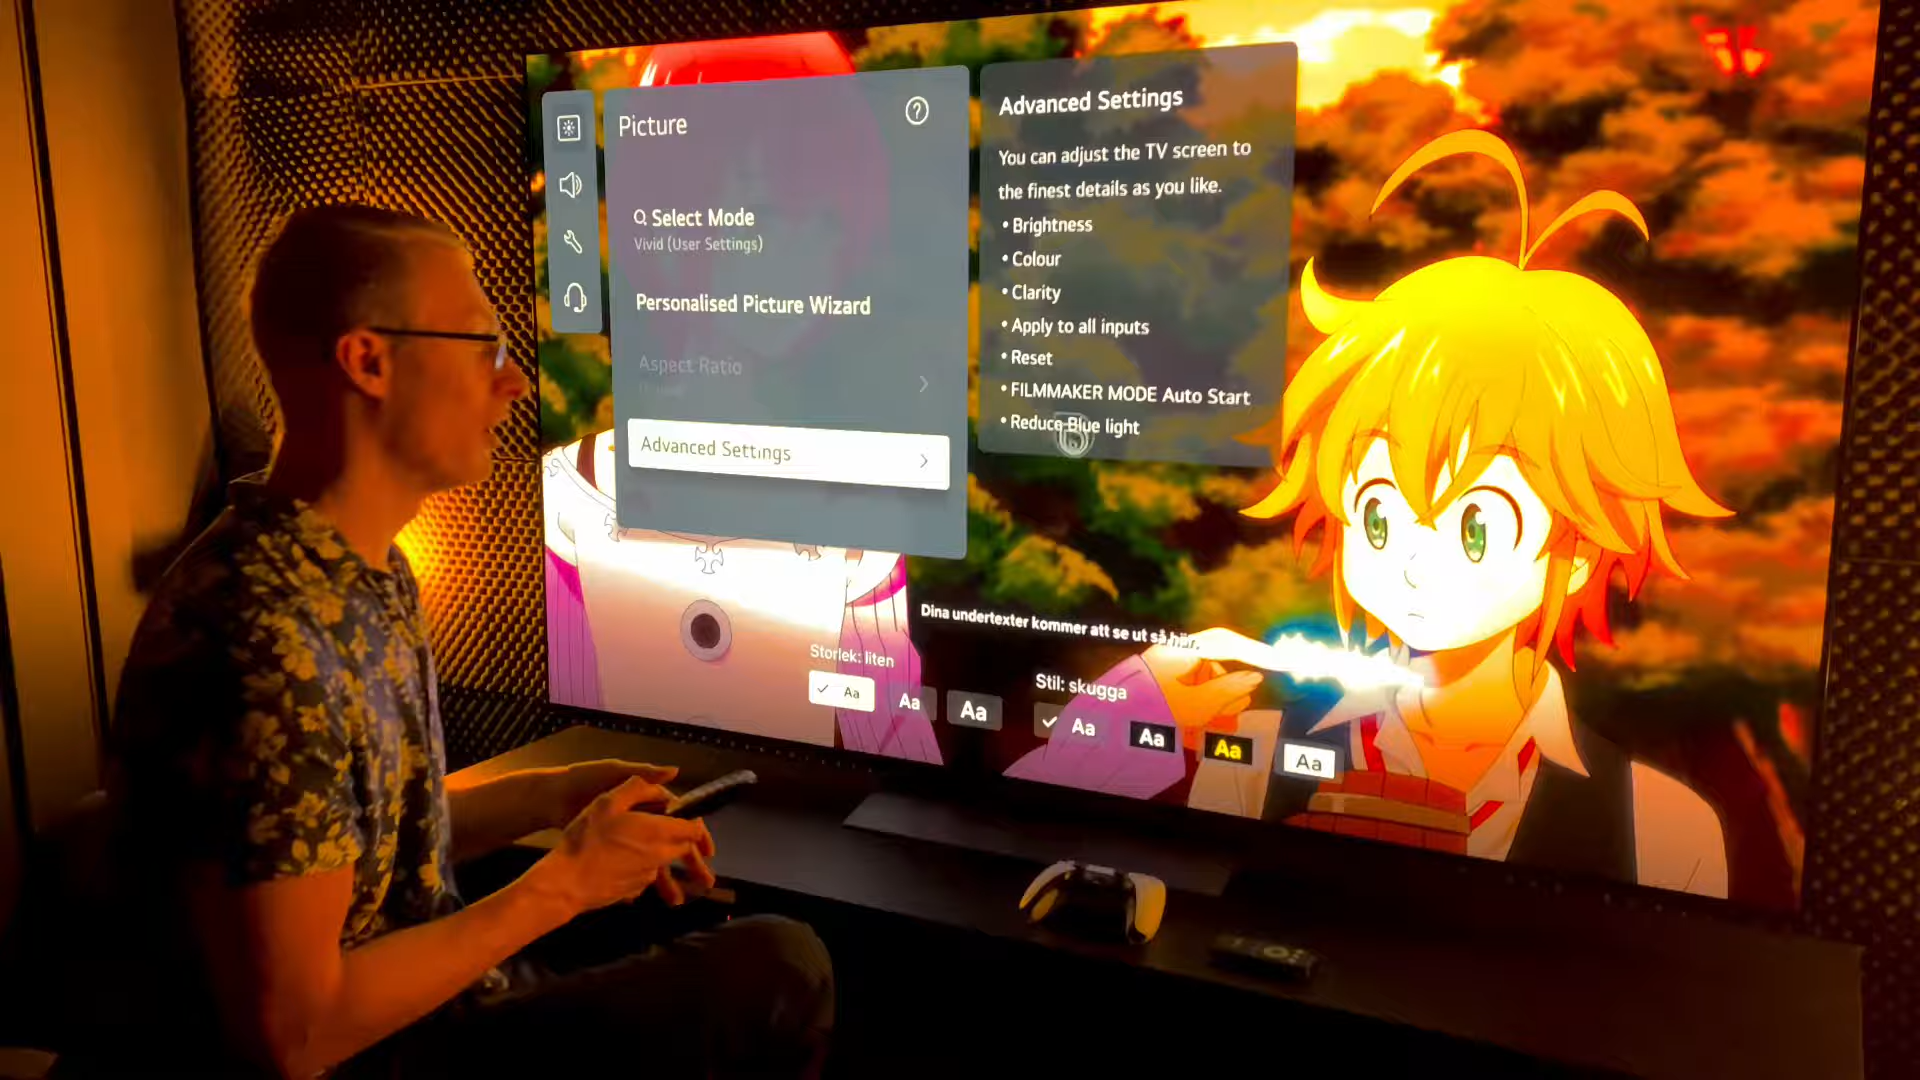 Picture
Select Mode
Vivid (User Settings)
Personalised Picture Wizard
Aspect Ratio
Advanced Settings
Advanced Settings
You can adjust the TV screen to
the finest details as you like.
• Brightness
• Colour
• Clarity
• Apply to all inputs
• Reset
• FILMMAKER MODE Auto Start
• Reduce Blue light
Dina undertexter kommer att se ut så här.
Storlek: liten
Aa Aa Aa
Stil: skugga
Aa Aa Aa Aa